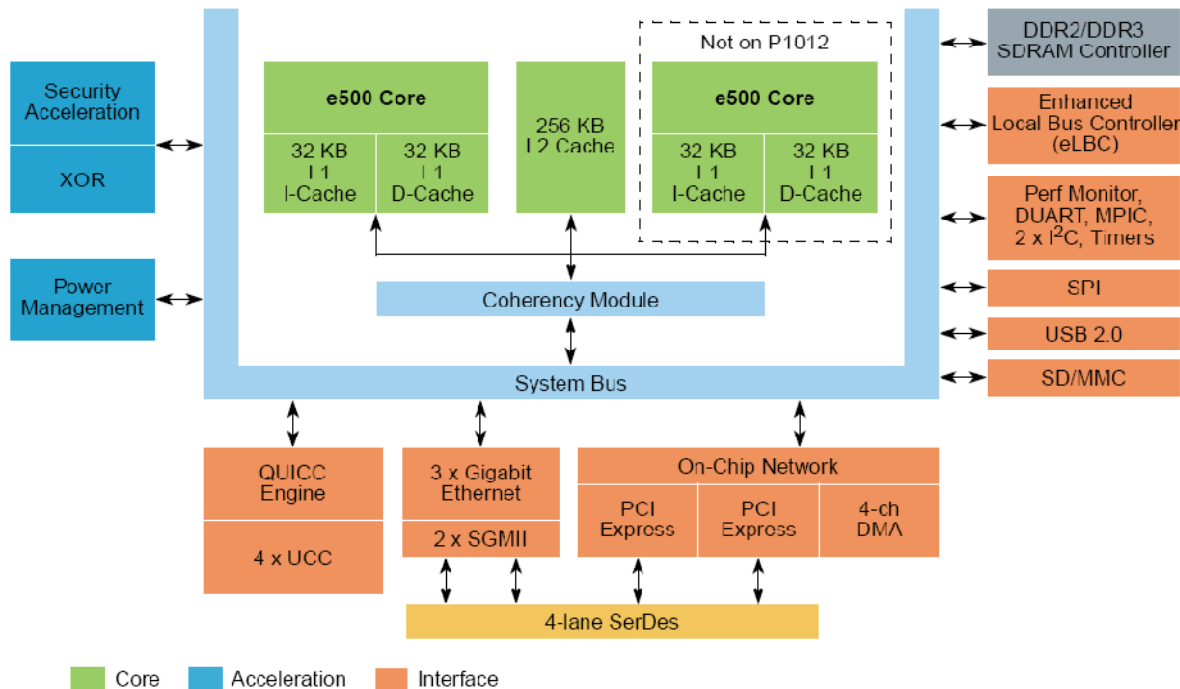 Not on P1012
DDR2/DDR3
SDRAM Controller
Security
Acceleration
XOR
e500 Core
32 KB
L1
I-Cache
32 KB
L1
D-Cache
256 KB
L2 Cache
e500 Core
32 KB
L1
I-Cache
32 KB
L1
D-Cache
Enhanced
Local Bus Controller
(eLBC)
Perf Monitor,
DUART, MPIC,
2 x I²C, Timers
Power
Management
Coherency Module
SPI
USB 2.0
System Bus
SD/MMC
QUICC
Engine
4 x UCC
3 x Gigabit
Ethernet
2 x SGMII
On-Chip Network
PCI
Express
PCI
Express
4-ch
DMA
4-lane SerDes
Core
Acceleration
Interface